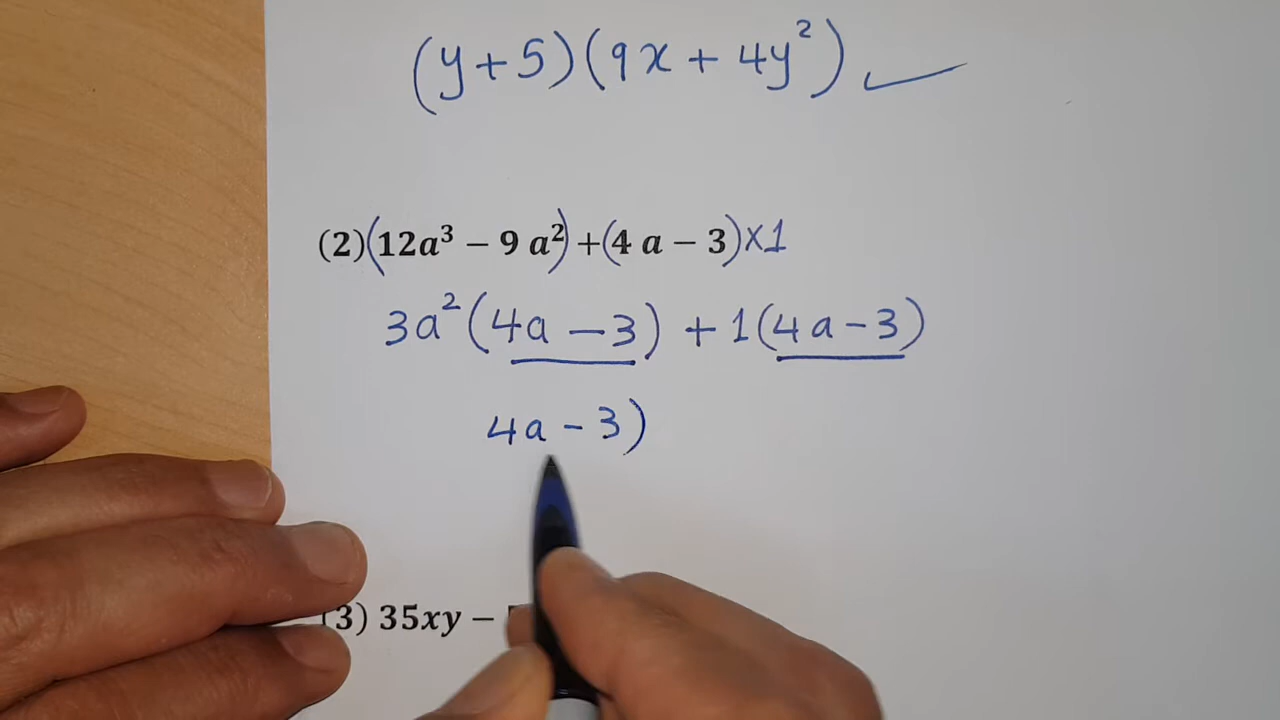 (y+5)(9x+4y²)
(2)(12a³ − 9 a²) +(4 a − 3)×1
3a²(4a −3) + 1(4a−3)
4a − 3)
(3) 35xy −